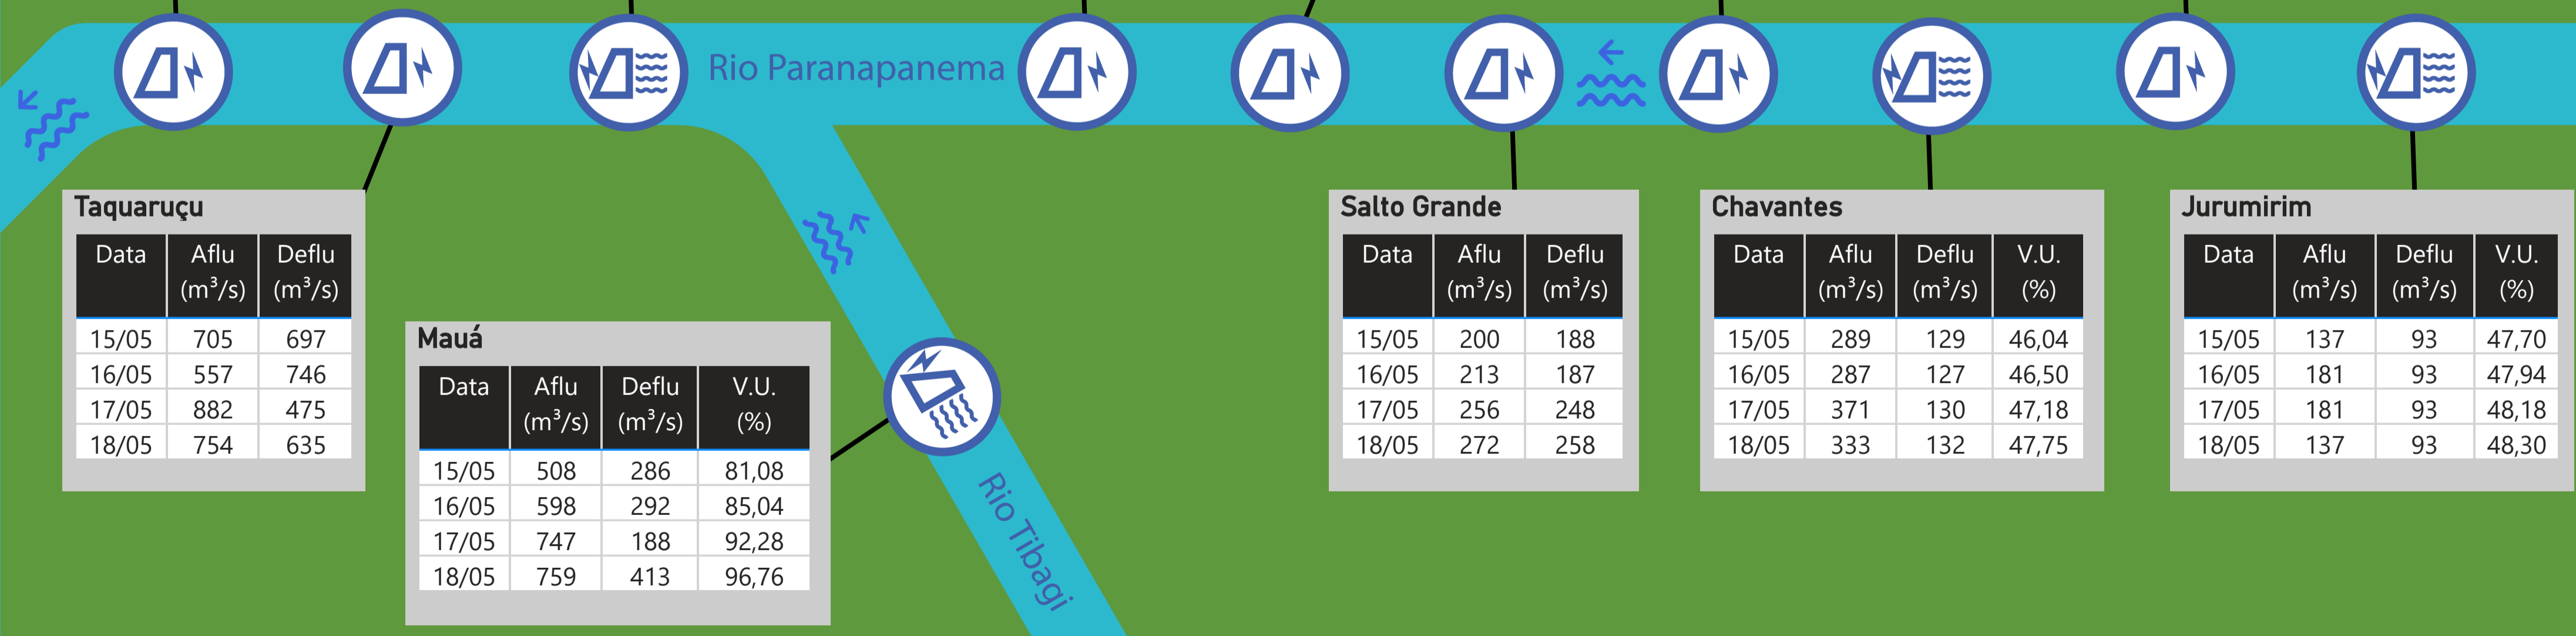 Rio Paranapanema
Taquaruçu
Data Aflu (m³/s) Deflu (m³/s)
15/05 705 697
16/05 557 746
17/05 882 475
18/05 754 635
Mauá
Data Aflu (m³/s) Deflu (m³/s) V.U. (%)
15/05 508 286 81,08
16/05 598 292 85,04
17/05 747 188 92,28
18/05 759 413 96,76
Rio Tibagi
Salto Grande
Data Aflu (m³/s) Deflu (m³/s)
15/05 200 188
16/05 213 187
17/05 256 248
18/05 272 258
Chavantes
Data Aflu (m³/s) Deflu (m³/s) V.U. (%)
15/05 289 129 46,04
16/05 287 127 46,50
17/05 371 130 47,18
18/05 333 132 47,75
Jurumirim
Data Aflu (m³/s) Deflu (m³/s) V.U. (%)
15/05 137 93 47,70
16/05 181 93 47,94
17/05 181 93 48,18
18/05 137 93 48,30